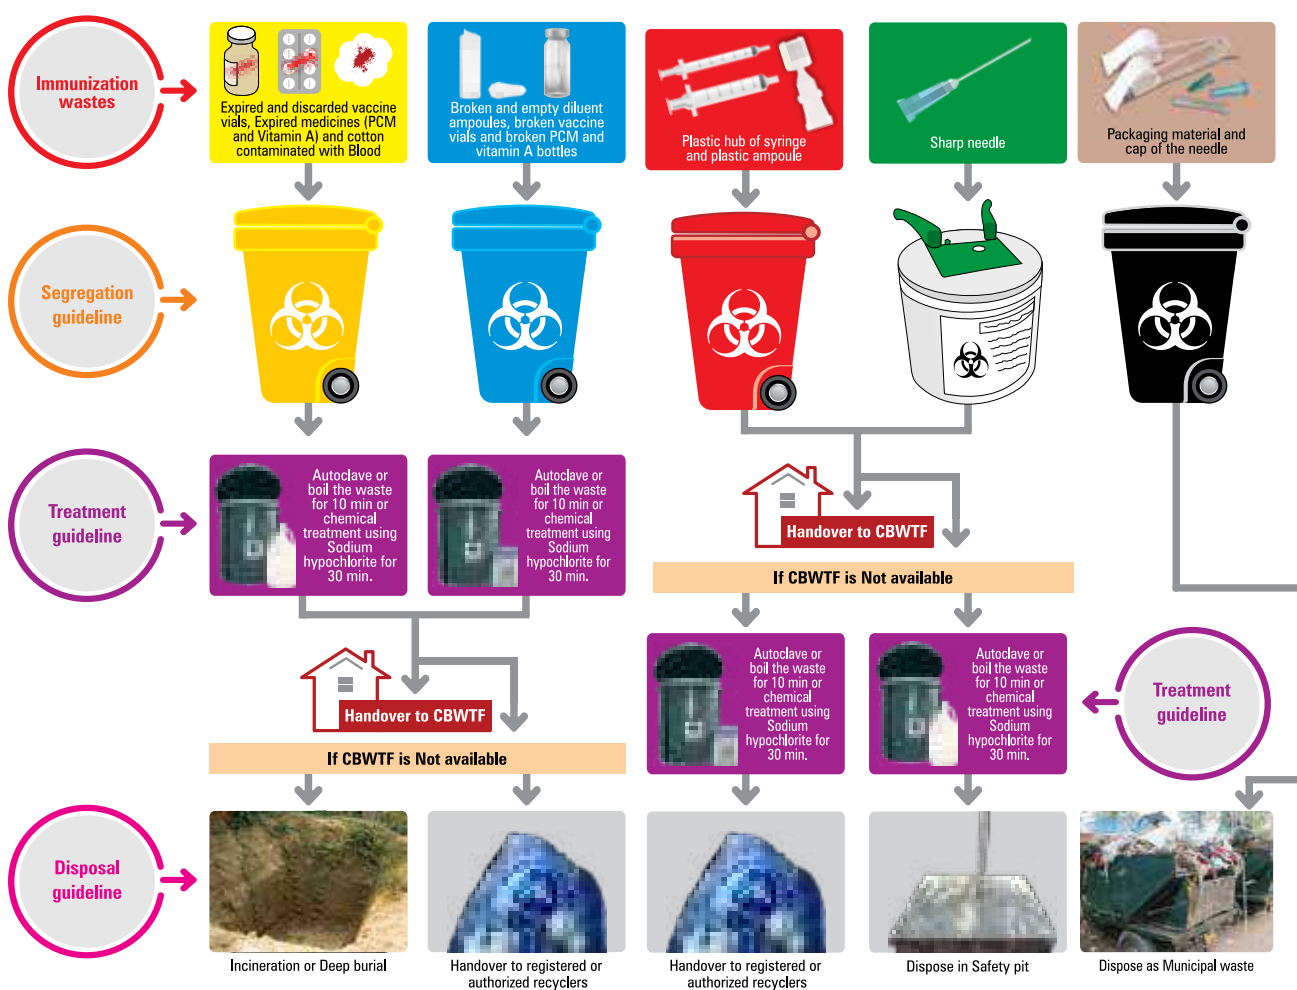 Immunization
wastes
Expired and discarded vaccine
vials, Expired medicines (PCM
and Vitamin A) and cotton
contaminated with Blood
Broken and empty diluent
ampoules, broken vaccine
vials and broken PCM and
vitamin A bottles
Plastic hub of syringe
and plastic ampoule
Sharp needle
Packaging material and
cap of the needle
Segregation
guideline
Treatment
guideline
Autoclave or
boil the waste
for 10 min or
chemical
treatment using
Sodium
hypochlorite for
30 min.
Autoclave or
boil the waste
for 10 min or
chemical
treatment using
Sodium
hypochlorite for
30 min.
Handover to CBWTF
If CBWTF is Not available
Autoclave or
boil the waste
for 10 min or
chemical
treatment using
Sodium
hypochlorite for
30 min.
Autoclave or
boil the waste
for 10 min or
chemical
treatment using
Sodium
hypochlorite for
30 min.
Treatment
guideline
Handover to CBWTF
If CBWTF is Not available
Disposal
guideline
Incineration or Deep burial
Handover to registered or
authorized recyclers
Handover to registered or
authorized recyclers
Dispose in Safety pit
Dispose as Municipal waste